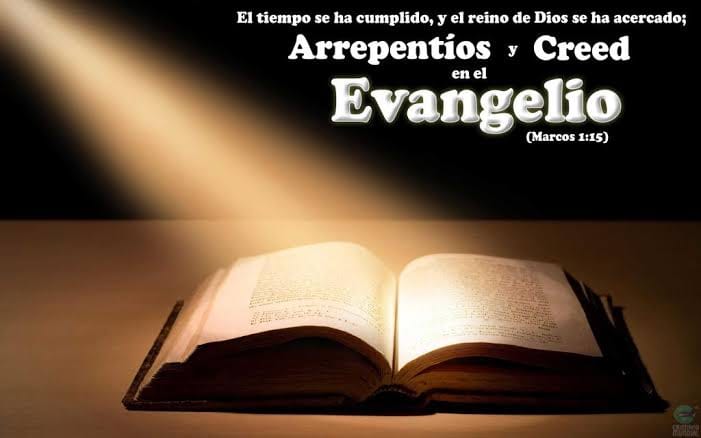 El tiempo se ha cumplido, y el reino de Dios se ha acercado;
Arrepentíos y Creed
en el
Evangelio
(Marcos 1:15)